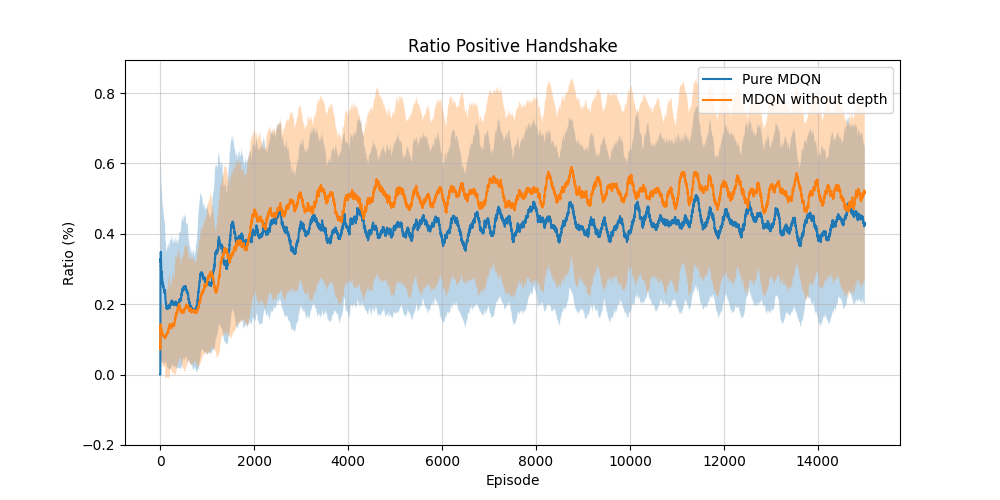 Ratio Positive Handshake
Pure MDQN
MDQN without depth
Ratio (%)
0.8
0.6
0.4
0.2
0.0
−0.2
0 2000 4000 6000 8000 10000 12000 14000
Episode